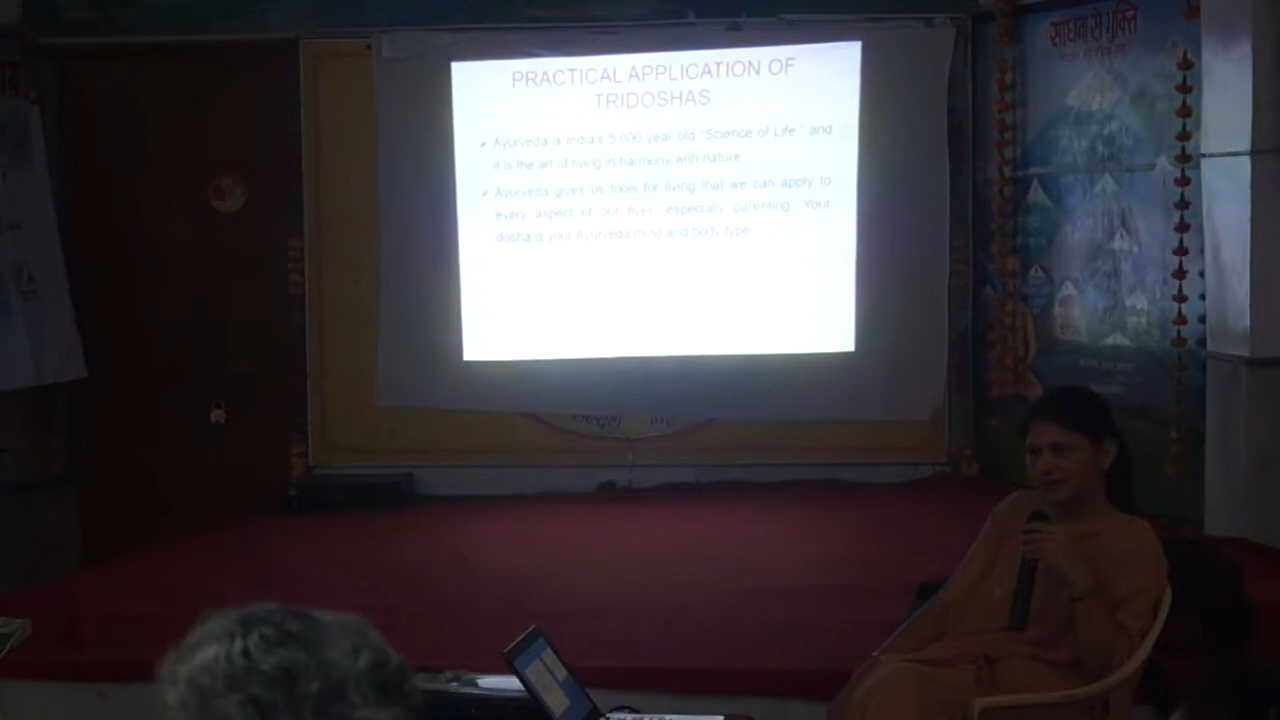 साधना से मुक्ति
PRACTICAL APPLICATION OF
TRIDOSHAS
Ayurveda is India's 5,000 year old "Science of Life." and
it is the art of living in harmony with nature.
Ayurveda gives us tools for living that we can apply to
every aspect of our lives, especially parenting. Your
dosha is your Ayurveda mind and body type.